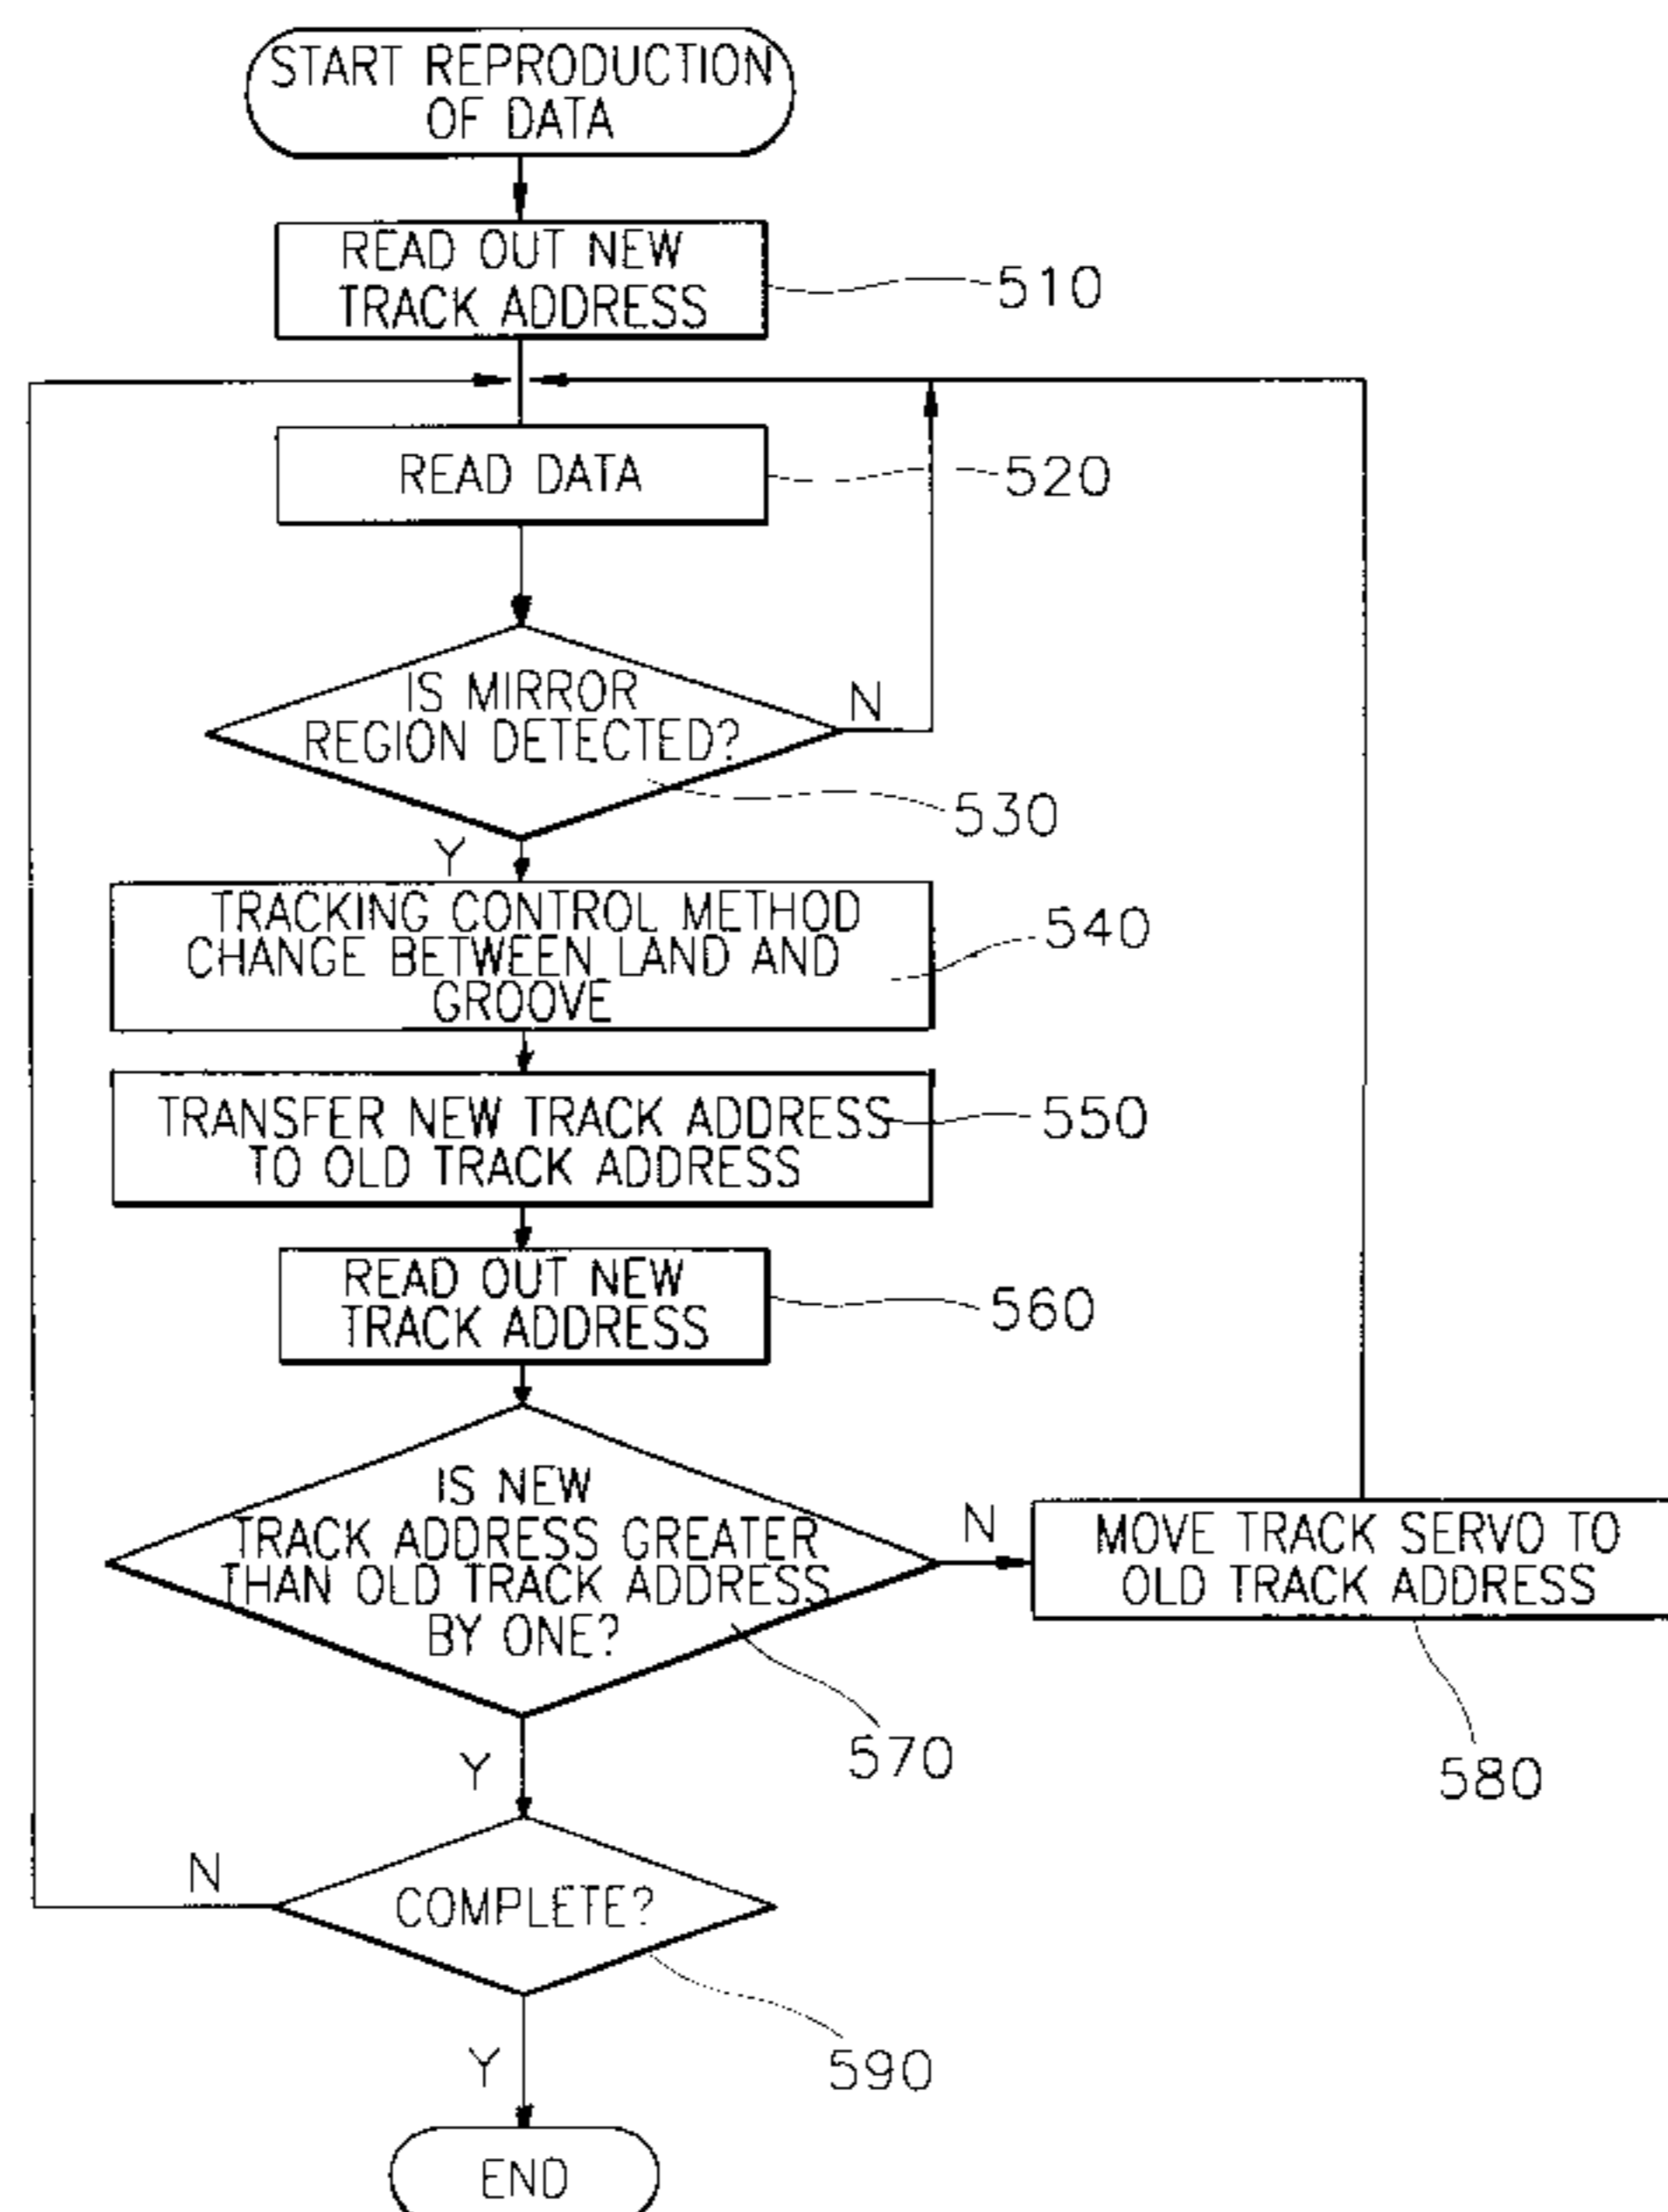 START REPRODUCTION
OF DATA
READ OUT NEW
TRACK ADDRESS
510
READ DATA
520
IS MIRROR
REGION DETECTED?
N
530
Y
TRACKING CONTROL METHOD
CHANGE BETWEEN LAND AND
GROOVE
540
TRANSFER NEW TRACK ADDRESS
TO OLD TRACK ADDRESS
550
READ OUT NEW
TRACK ADDRESS
560
IS NEW
TRACK ADDRESS GREATER
THAN OLD TRACK ADDRESS
BY ONE?
N
MOVE TRACK SERVO TO
OLD TRACK ADDRESS
570
580
Y
N
COMPLETE?
590
Y
END